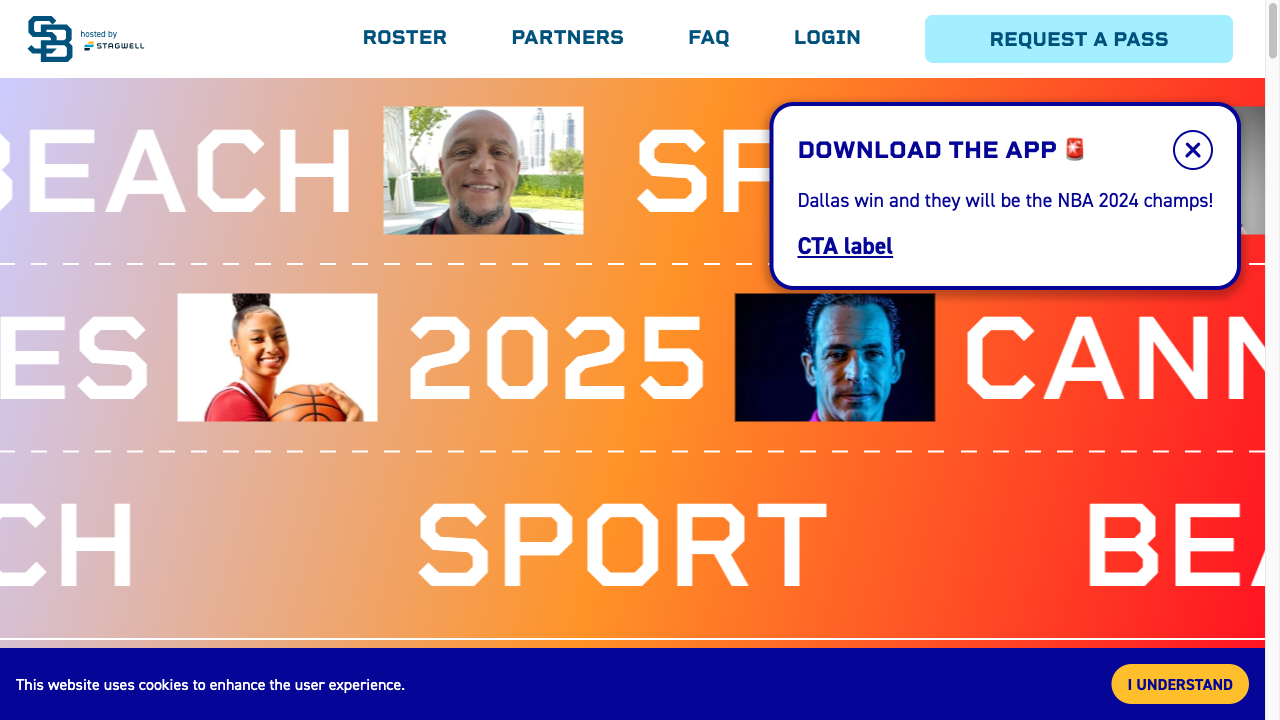 SB hosted by
STAGWELL
ROSTER PARTNERS FAQ LOGIN REQUEST A PASS
BEACH SP
DOWNLOAD THE APP 🚨
Dallas win and they will be the NBA 2024 champs!
CTA label
ES 2025 CANN
CH SPORT BEA
This website uses cookies to enhance the user experience.
I UNDERSTAND